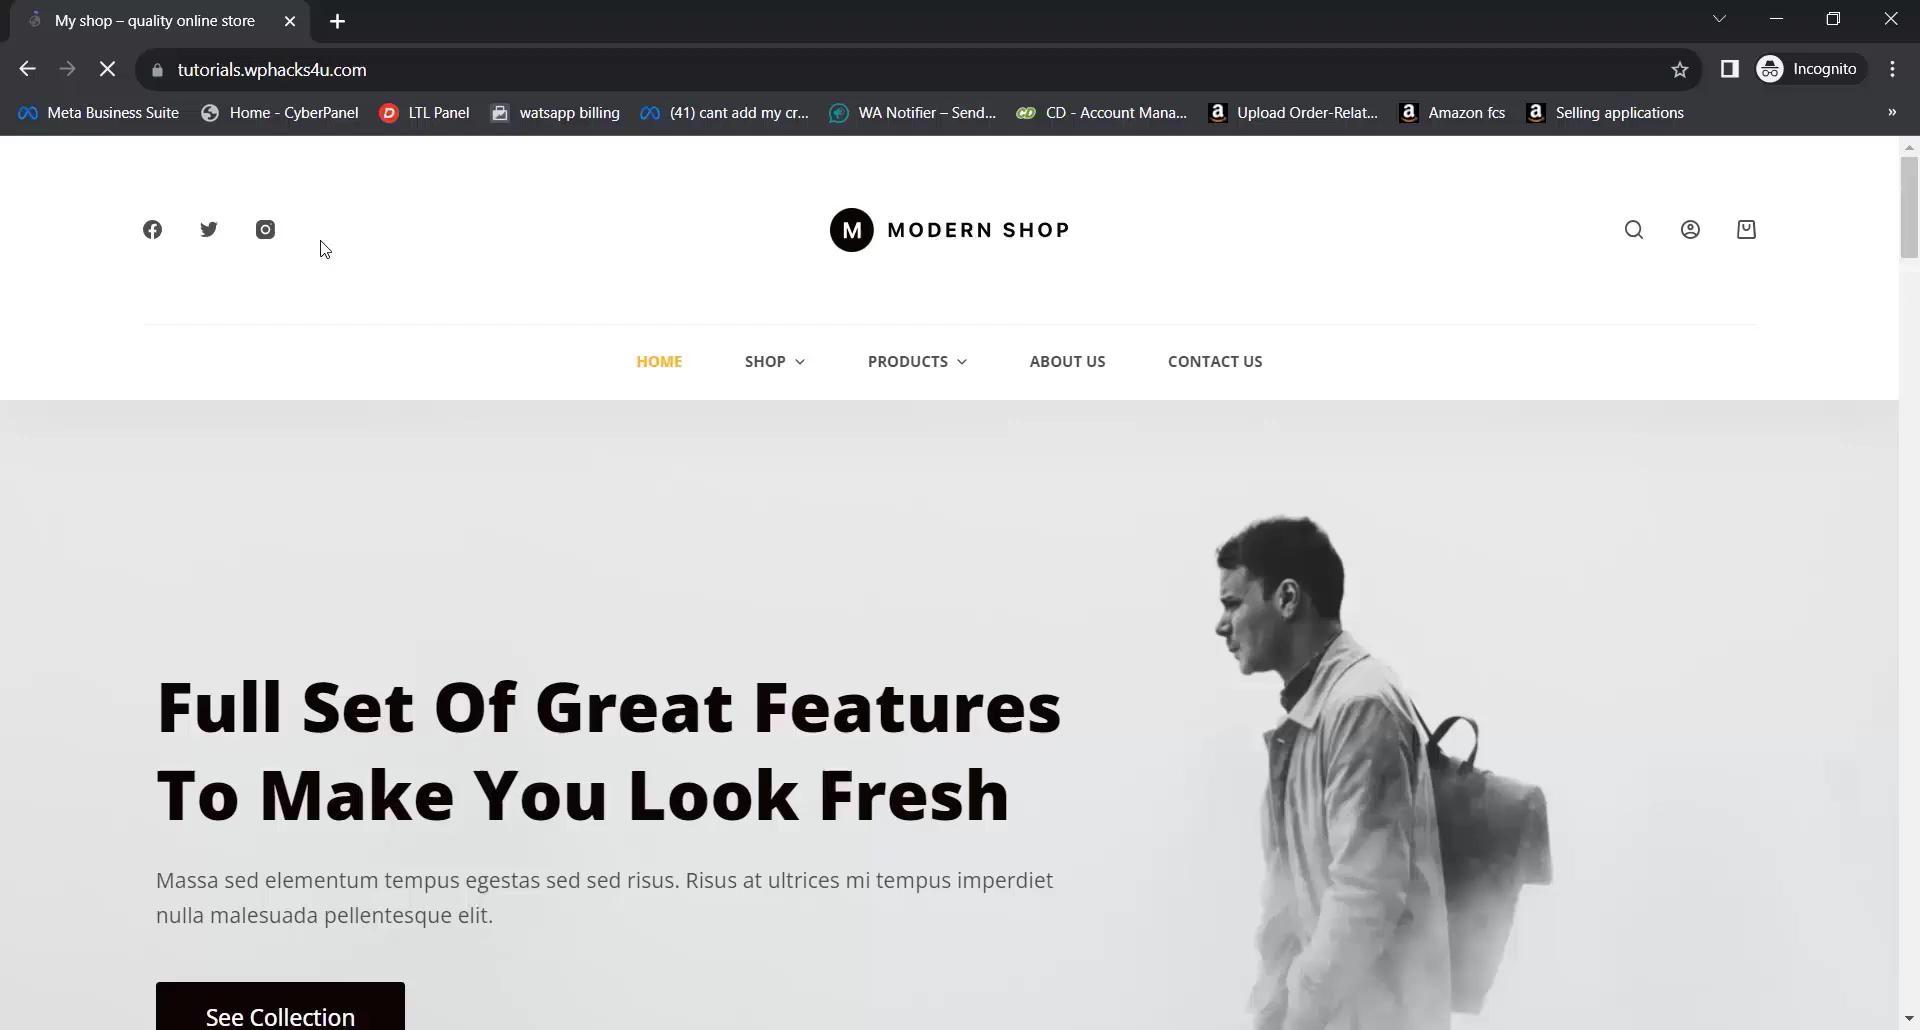 My shop – quality online store
tutorials.wphacks4u.com
Incognito
Meta Business Suite
Home - CyberPanel
LTL Panel
watsapp billing
(41) cant add my cr...
WA Notifier – Send...
CD - Account Mana...
Upload Order-Relat...
Amazon fcs
Selling applications
»
M MODERN SHOP
HOME
SHOP
PRODUCTS
ABOUT US
CONTACT US
Full Set Of Great Features
To Make You Look Fresh
Massa sed elementum tempus egestas sed sed risus. Risus at ultrices mi tempus imperdiet
nulla malesuada pellentesque elit.
See Collection